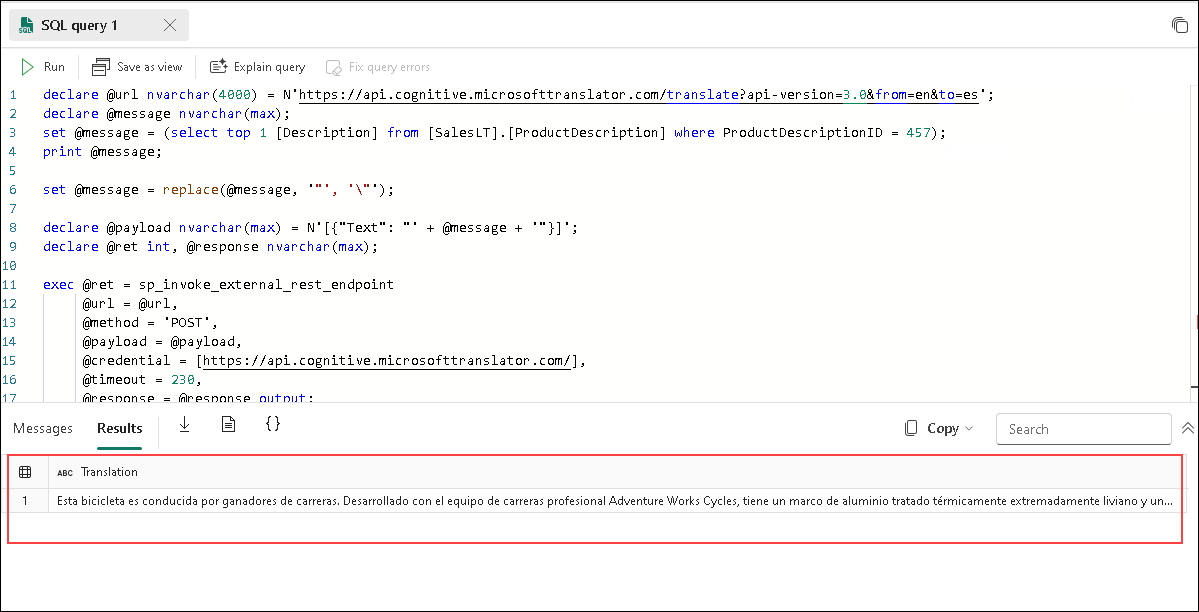 SQL query 1
Run Save as view Explain query Fix query errors
1 declare @url nvarchar(4000) = N'https://api.cognitive.microsofttranslator.com/translate?api-version=3.0&from=en&to=es';
2 declare @message nvarchar(max);
3 set @message = (select top 1 [Description] from [SalesLT].[ProductDescription] where ProductDescriptionID = 457);
4 print @message;
5
6 set @message = replace(@message, '"', '\"');
7
8 declare @payload nvarchar(max) = N'[{"Text": "' + @message + '"}]';
9 declare @ret int, @response nvarchar(max);
10
11 exec @ret = sp_invoke_external_rest_endpoint
12 @url = @url,
13 @method = 'POST',
14 @payload = @payload,
15 @credential = [https://api.cognitive.microsofttranslator.com/],
16 @timeout = 230,
17 @response = @response output;
Messages Results {} Copy Search
ABC Translation
1 Esta bicicleta es conducida por ganadores de carreras. Desarrollado con el equipo de carreras profesional Adventure Works Cycles, tiene un marco de aluminio tratado térmicamente extremadamente liviano y un...